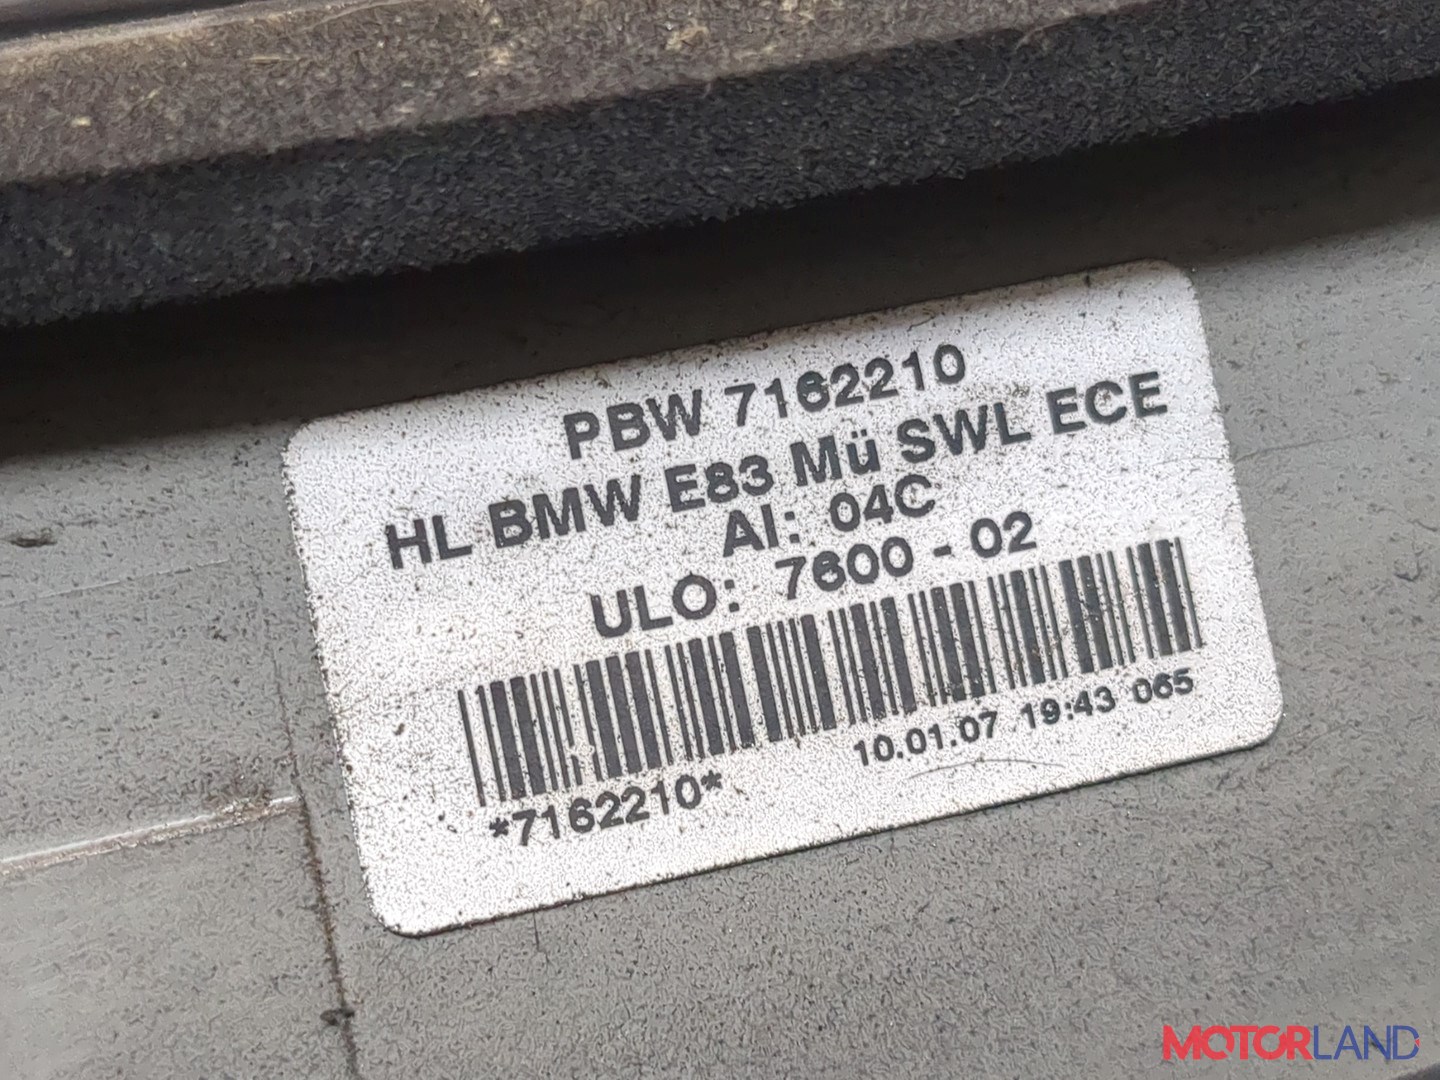 PBW 7162210
HL BMW E83 Mü SWL ECE
AI: 04C
ULO: 7600 - 02
*7162210*
10.01.07 19:43 065
MOTORLAND